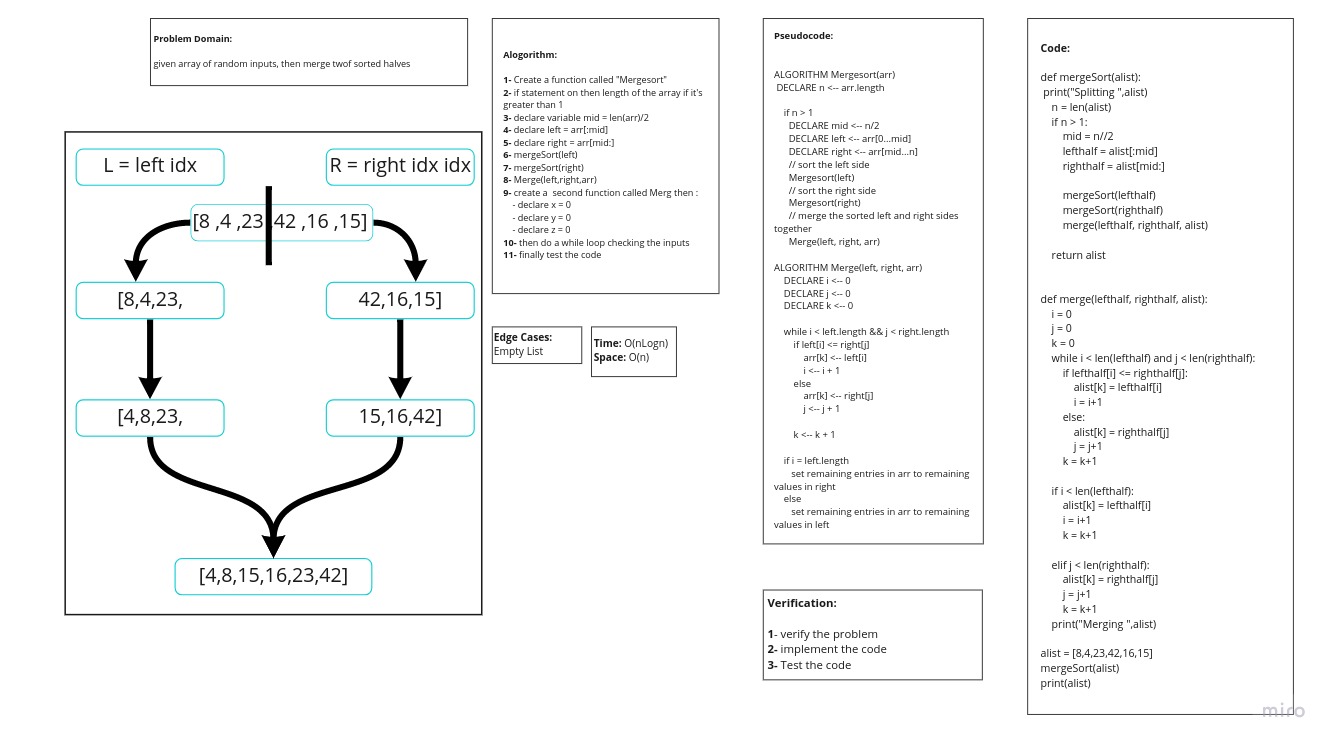 Problem Domain:
given array of random inputs, then merge twof sorted halves
L = left idx
R = right idx idx
[8 ,4 ,23 ,42 ,16 ,15]
[8,4,23,
42,16,15]
[4,8,23,
15,16,42]
[4,8,15,16,23,42]
Alogorithm:
1- Create a function called "Mergesort"
2- if statement on then length of the array if it's
greater than 1
3- declare variable mid = len(arr)/2
4- declare left = arr[:mid]
5- declare right = arr[mid:]
6- mergeSort(left)
7- mergeSort(right)
8- Merge(left,right,arr)
9- create a  second function called Merg then :
- declare x = 0
- declare y = 0
- declare z = 0
10- then do a while loop checking the inputs
11- finally test the code
Edge Cases:
Empty List
Time: O(nLogn)
Space: O(n)
Pseudocode:
ALGORITHM Mergesort(arr)
DECLARE n <-- arr.length
if n > 1
DECLARE mid <-- n/2
DECLARE left <-- arr[0...mid]
DECLARE right <-- arr[mid...n]
// sort the left side
Mergesort(left)
// sort the right side
Mergesort(right)
// merge the sorted left and right sides
together
Merge(left, right, arr)
ALGORITHM Merge(left, right, arr)
DECLARE i <-- 0
DECLARE j <-- 0
DECLARE k <-- 0
while i < left.length && j < right.length
if left[i] <= right[j]
arr[k] <-- left[i]
i <-- i + 1
else
arr[k] <-- right[j]
j <-- j + 1
k <-- k + 1
if i = left.length
set remaining entries in arr to remaining
values in right
else
set remaining entries in arr to remaining
values in left
Verification:
1- verify the problem
2- implement the code
3- Test the code
Code:
def mergeSort(alist):
print("Splitting ",alist)
n = len(alist)
if n > 1:
mid = n//2
lefthalf = alist[:mid]
righthalf = alist[mid:]
mergeSort(lefthalf)
mergeSort(righthalf)
merge(lefthalf, righthalf, alist)
return alist
def merge(lefthalf, righthalf, alist):
i = 0
j = 0
k = 0
while i < len(lefthalf) and j < len(righthalf):
if lefthalf[i] <= righthalf[j]:
alist[k] = lefthalf[i]
i = i+1
else:
alist[k] = righthalf[j]
j = j+1
k = k+1
if i < len(lefthalf):
alist[k] = lefthalf[i]
i = i+1
k = k+1
elif j < len(righthalf):
alist[k] = righthalf[j]
j = j+1
k = k+1
print("Merging ",alist)
alist = [8,4,23,42,16,15]
mergeSort(alist)
print(alist)
miro